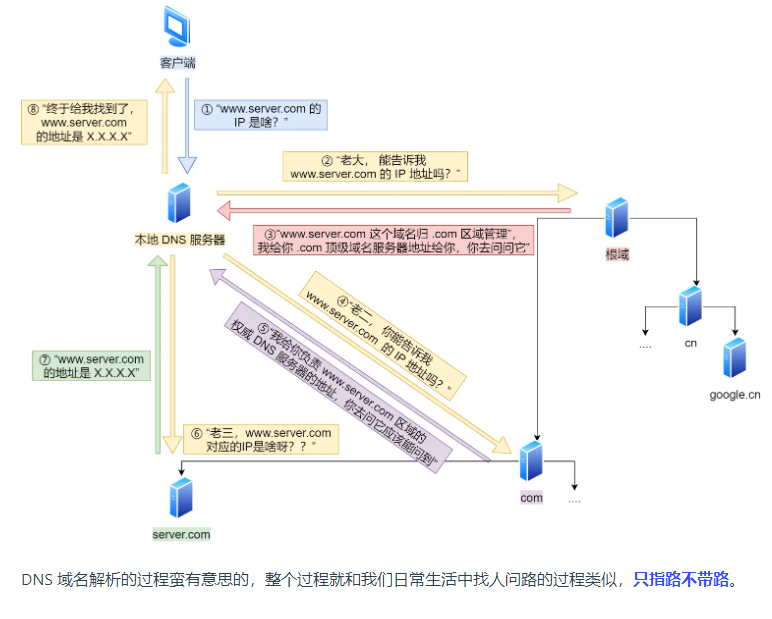 客户端
⑧ “终于给我找到了，
www.server.com
的地址是 X.X.X.X”
① “www.server.com 的
IP 是啥？”
② “老大， 能告诉我
www.server.com 的 IP 地址吗？”
本地 DNS 服务器
③“www.server.com 这个域名归 .com 区域管理”，
我给你 .com 顶级域名服务器地址给你，你去问问它”
根域
④ “老二， 你能告诉我
www.server.com 的 IP 地址吗？”
⑤ “我给你负责 www.server.com 区域的
权威 DNS 服务器的地址，你去问它应该能问到”
cn
....
google.cn
⑦ “www.server.com
的地址是 X.X.X.X”
⑥ “老三，www.server.com
对应的IP是啥呀？？”
com
....
server.com
DNS 域名解析的过程蛮有意思的，整个过程就和我们日常生活中找人问路的过程类似，只指路不带路。